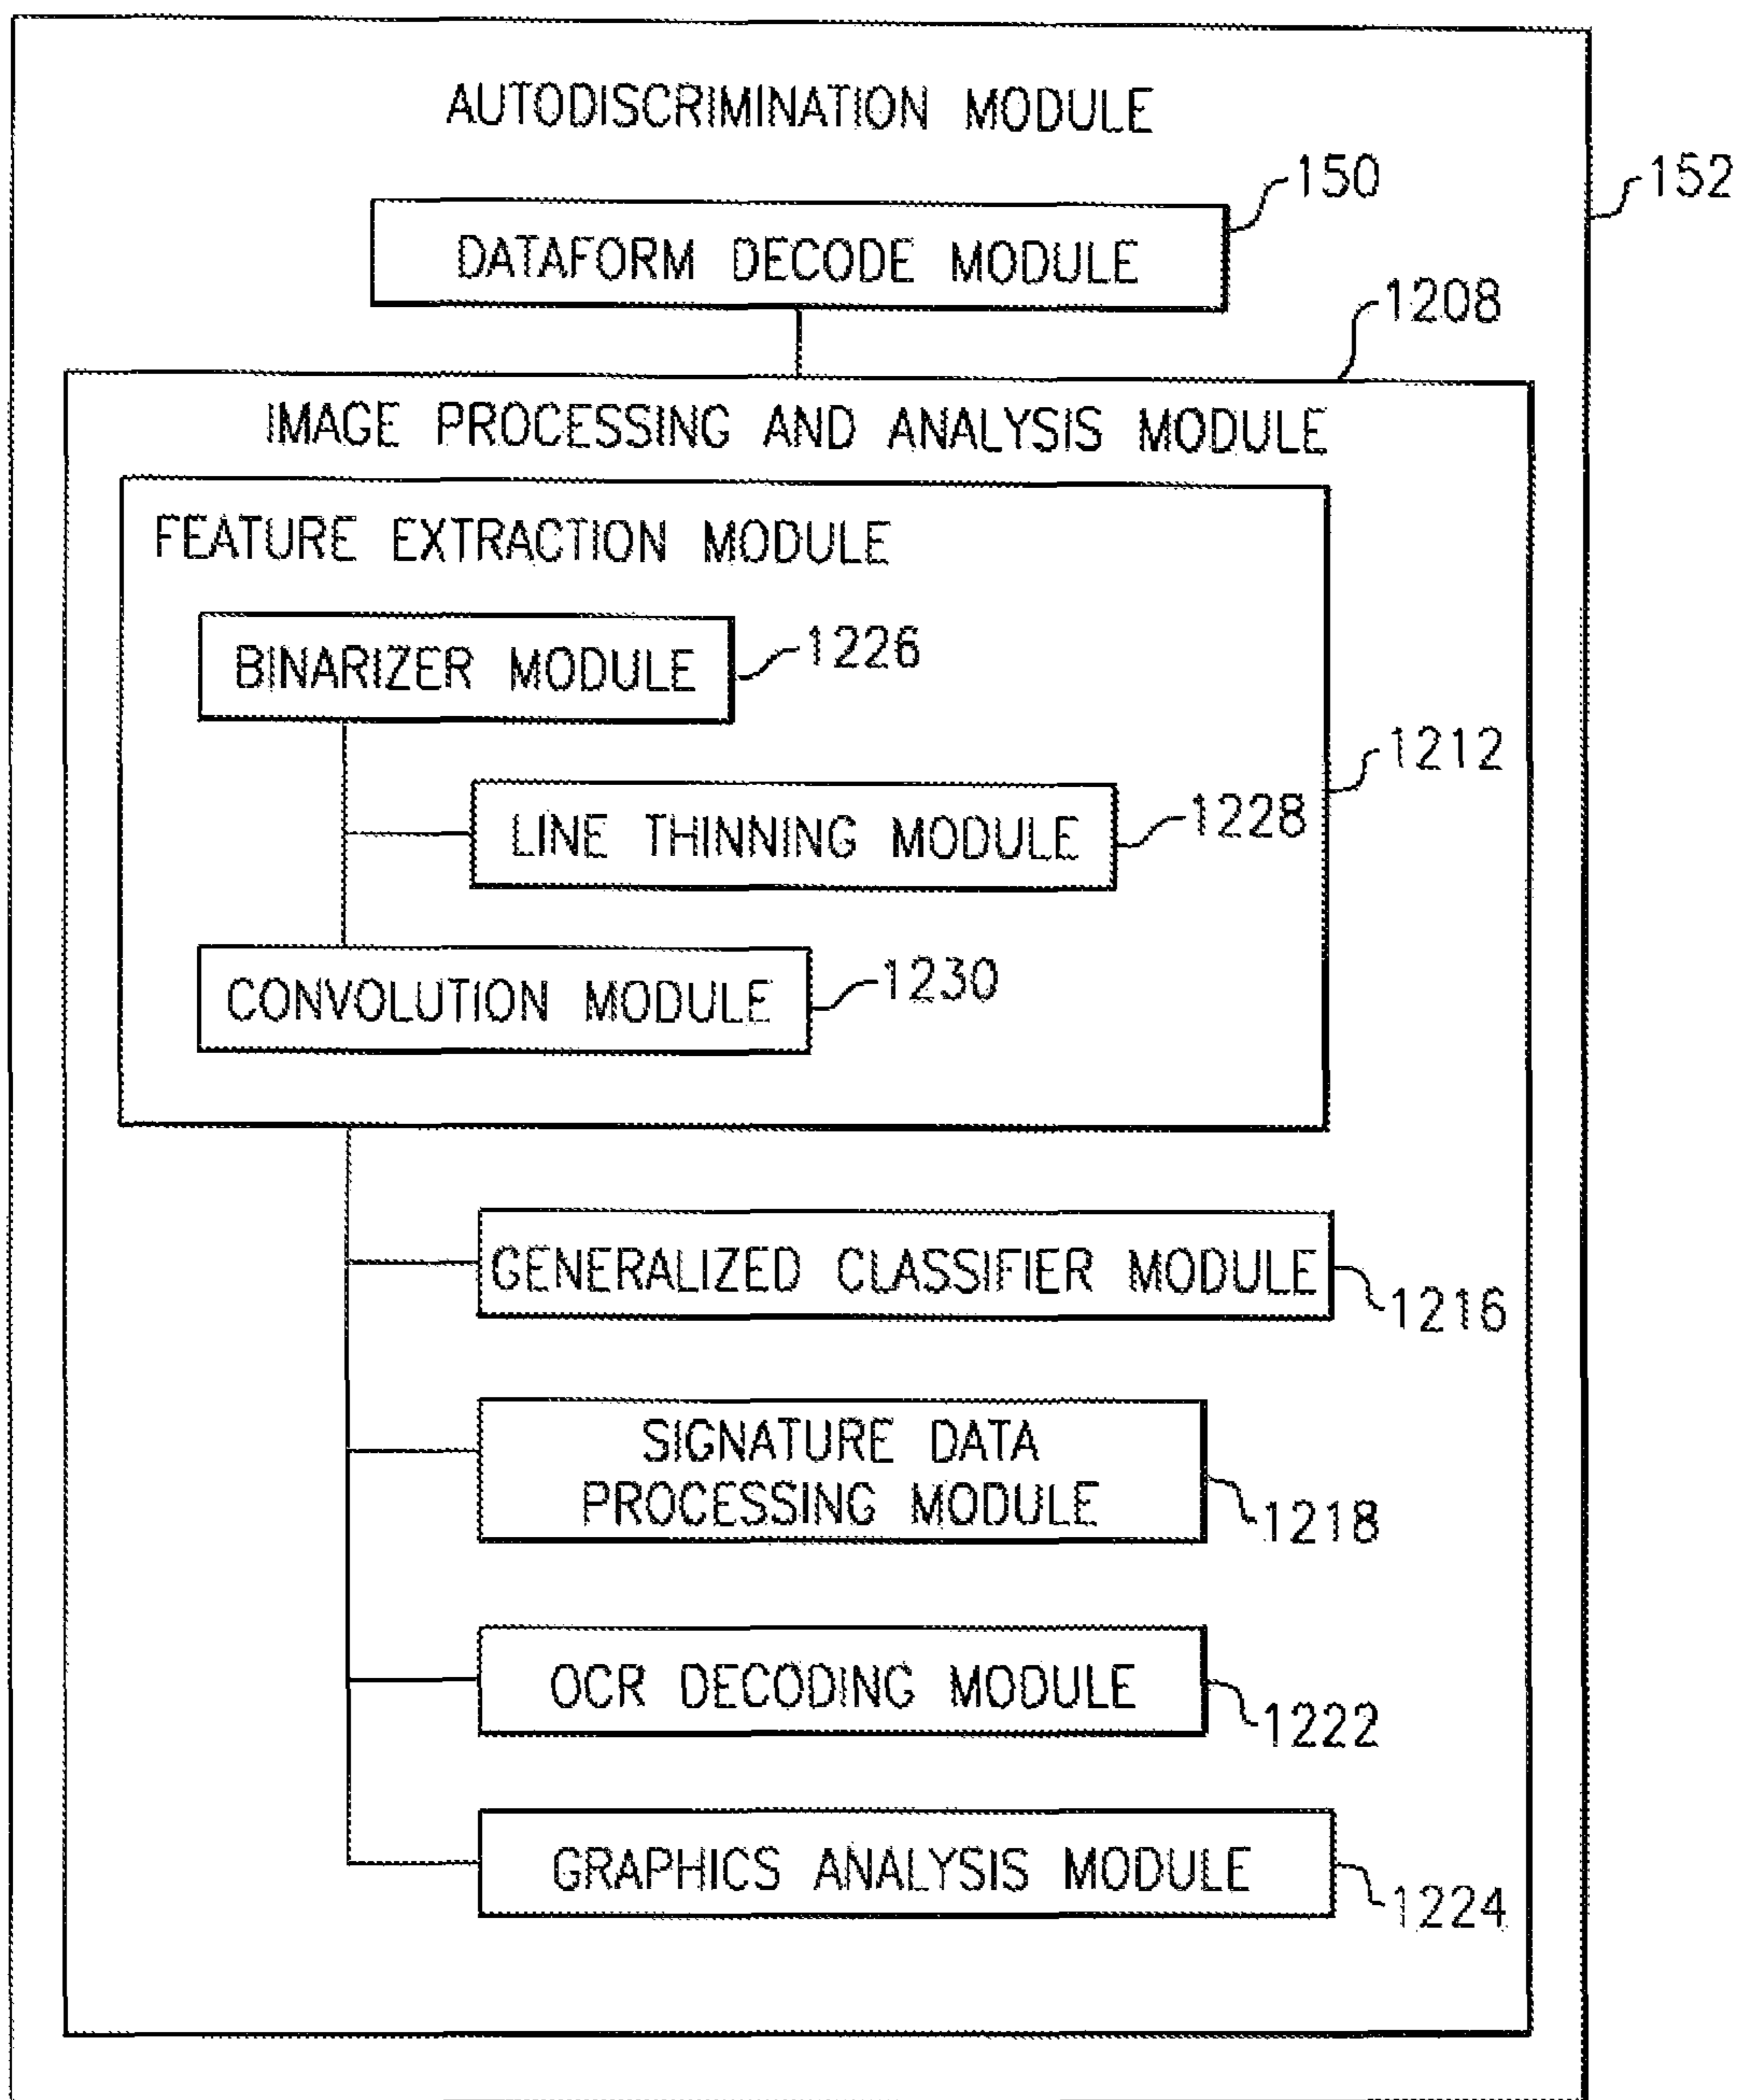 AUTODISCRIMINATION MODULE
150
152
DATAFORM DECODE MODULE
1208
IMAGE PROCESSING AND ANALYSIS MODULE
FEATURE EXTRACTION MODULE
BINARIZER MODULE
1226
1212
LINE THINNING MODULE
1228
CONVOLUTION MODULE
1230
GENERALIZED CLASSIFIER MODULE
1216
SIGNATURE DATA
PROCESSING MODULE
1218
OCR DECODING MODULE
1222
GRAPHICS ANALYSIS MODULE
1224